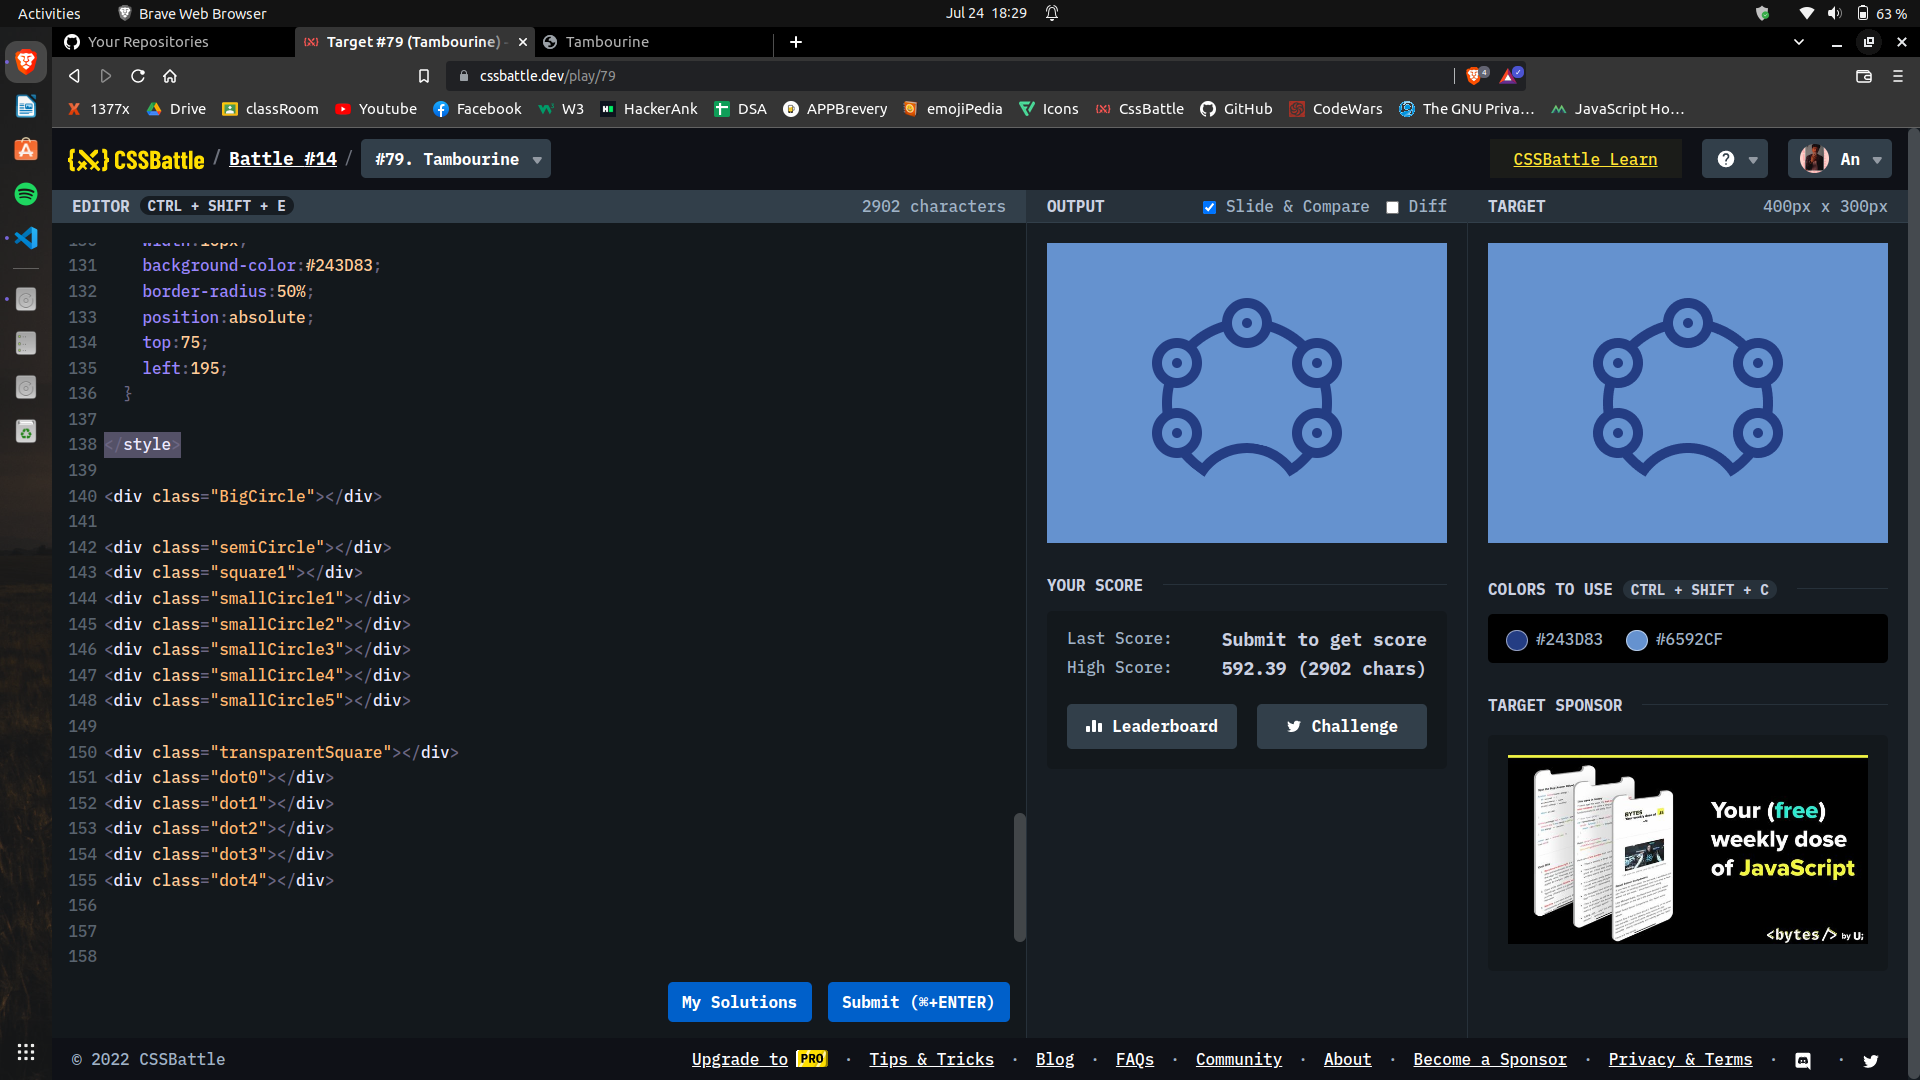 Activities
Brave Web Browser
Jul 24 18:29
63 %
Your Repositories
Target #79 (Tambourine) -
Tambourine
cssbattle.dev/play/79
4
1377x
Drive
classRoom
Youtube
Facebook
W3
HackerAnk
DSA
APPBrevery
emojiPedia
Icons
CssBattle
GitHub
CodeWars
The GNU Priva…
JavaScript Ho…
CSSBattle / Battle #14 / #79. Tambourine
CSSBattle Learn
An
EDITOR CTRL + SHIFT + E
2902 characters
131 background-color:#243D83;
132 border-radius:50%;
133 position:absolute;
134 top:75;
135 left:195;
136 }
137
138 </style>
139
140 <div class="BigCircle"></div>
141
142 <div class="semiCircle"></div>
143 <div class="square1"></div>
144 <div class="smallCircle1"></div>
145 <div class="smallCircle2"></div>
146 <div class="smallCircle3"></div>
147 <div class="smallCircle4"></div>
148 <div class="smallCircle5"></div>
149
150 <div class="transparentSquare"></div>
151 <div class="dot0"></div>
152 <div class="dot1"></div>
153 <div class="dot2"></div>
154 <div class="dot3"></div>
155 <div class="dot4"></div>
156
157
158
My Solutions
Submit (⌘+ENTER)
OUTPUT
Slide & Compare
Diff
YOUR SCORE
Last Score: Submit to get score
High Score: 592.39 (2902 chars)
Leaderboard
Challenge
TARGET
400px x 300px
COLORS TO USE CTRL + SHIFT + C
#243D83
#6592CF
TARGET SPONSOR
Your (free)
weekly dose
of JavaScript
<bytes/> by Ui
© 2022 CSSBattle
Upgrade to PRO · Tips & Tricks · Blog · FAQs · Community · About · Become a Sponsor · Privacy & Terms · ·